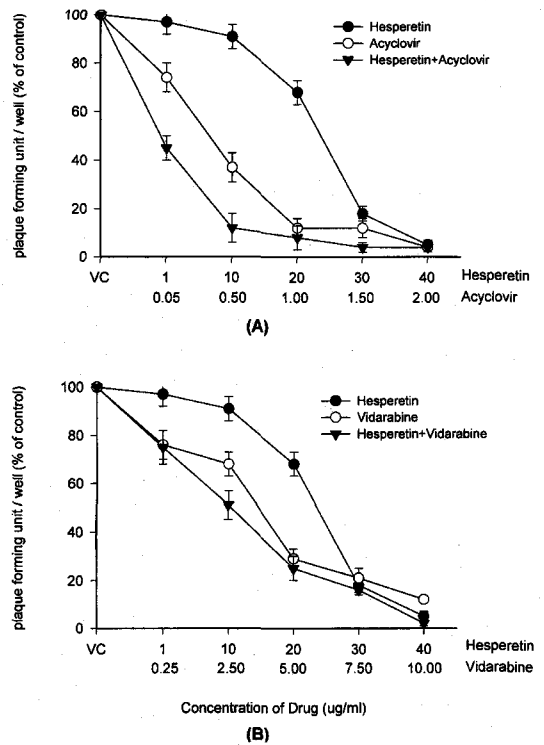 100
80
60
40
20
0
plaque forming unit / well (% of control)
Hesperetin
Acyclovir
Hesperetin+Acyclovir
VC 1 10 20 30 40 Hesperetin
0.05 0.50 1.00 1.50 2.00 Acyclovir
(A)
100
80
60
40
20
0
plaque forming unit / well (% of control)
Hesperetin
Vidarabine
Hesperetin+Vidarabine
VC 1 10 20 30 40 Hesperetin
0.25 2.50 5.00 7.50 10.00 Vidarabine
Concentration of Drug (ug/ml)
(B)